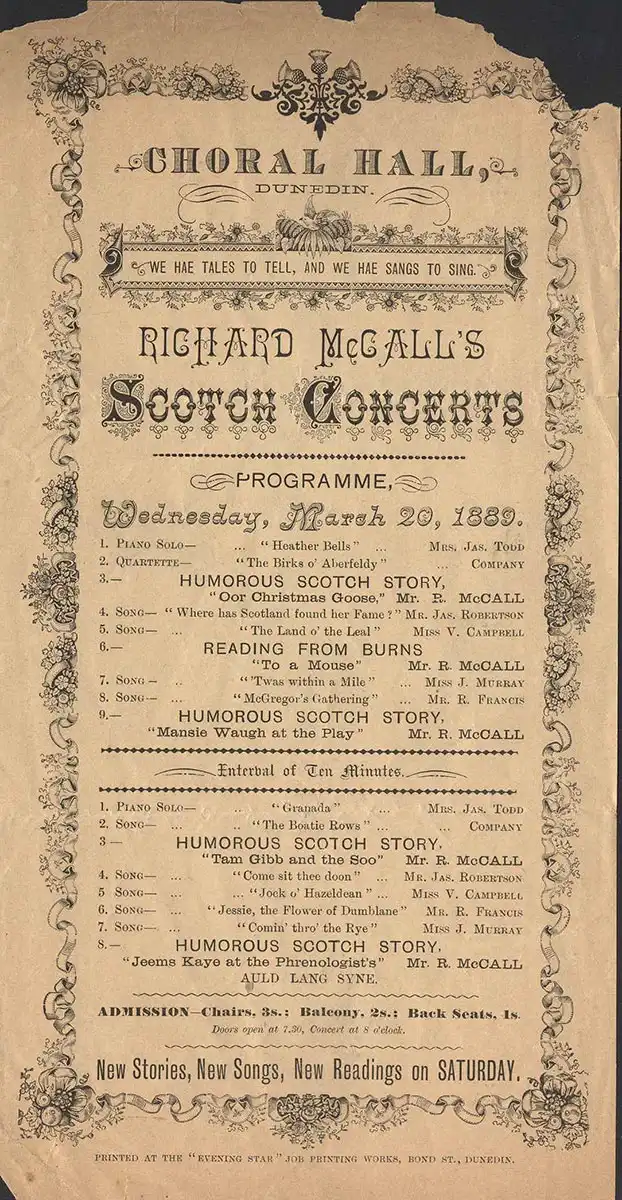 CHORAL HALL,
DUNEDIN.
"WE HAE TALES TO TELL, AND WE HAE SANGS TO SING."
RICHARD McCALL'S
SCOTCH CONCERTS
PROGRAMME,
Wednesday, March 20, 1889.
1. PIANO SOLO— ... "Heather Bells" ... MRS. JAS. TODD
2. QUARTETTE— "The Birks o' Aberfeldy" ... COMPANY
3.— HUMOROUS SCOTCH STORY,
"Oor Christmas Goose," Mr. R. McCALL
4. SONG— "Where has Scotland found her Fame?" MR. JAS. ROBERTSON
5. SONG— ... "The Land o' the Leal" MISS V. CAMPBELL
6.— READING FROM BURNS
"To a Mouse" Mr. R. McCALL
7. SONG— .. "'Twas within a Mile" ... MISS J. MURRAY
8. SONG— ... "McGregor's Gathering" ... MR. R. FRANCIS
9.— HUMOROUS SCOTCH STORY,
"Mansie Waugh at the Play" Mr. R. McCALL
Interval of Ten Minutes.
1. PIANO SOLO— .. "Granada" ... MRS. JAS. TODD
2. SONG— ... .. "The Boatie Rows" ... ... COMPANY
3— HUMOROUS SCOTCH STORY,
"Tam Gibb and the Soo" Mr. R. McCALL
4. SONG— ... "Come sit thee doon" ... MR. JAS. ROBERTSON
5 SONG— ... ... "Jock o' Hazeldean" ... MISS V. CAMPBELL
6. SONG— ... "Jessie, the Flower of Dumblane" MR. R. FRANCIS
7. SONG— ... "Comin' thro' the Rye" MISS J. MURRAY
8.— HUMOROUS SCOTCH STORY,
"Jeems Kaye at the Phrenologist's" Mr. R. McCALL
AULD LANG SYNE.
ADMISSION—Chairs, 3s.; Balcony, 2s.; Back Seats, 1s.
Doors open at 7.30, Concert at 8 o'clock.
New Stories, New Songs, New Readings on SATURDAY.
PRINTED AT THE "EVENING STAR" JOB PRINTING WORKS, BOND ST., DUNEDIN.